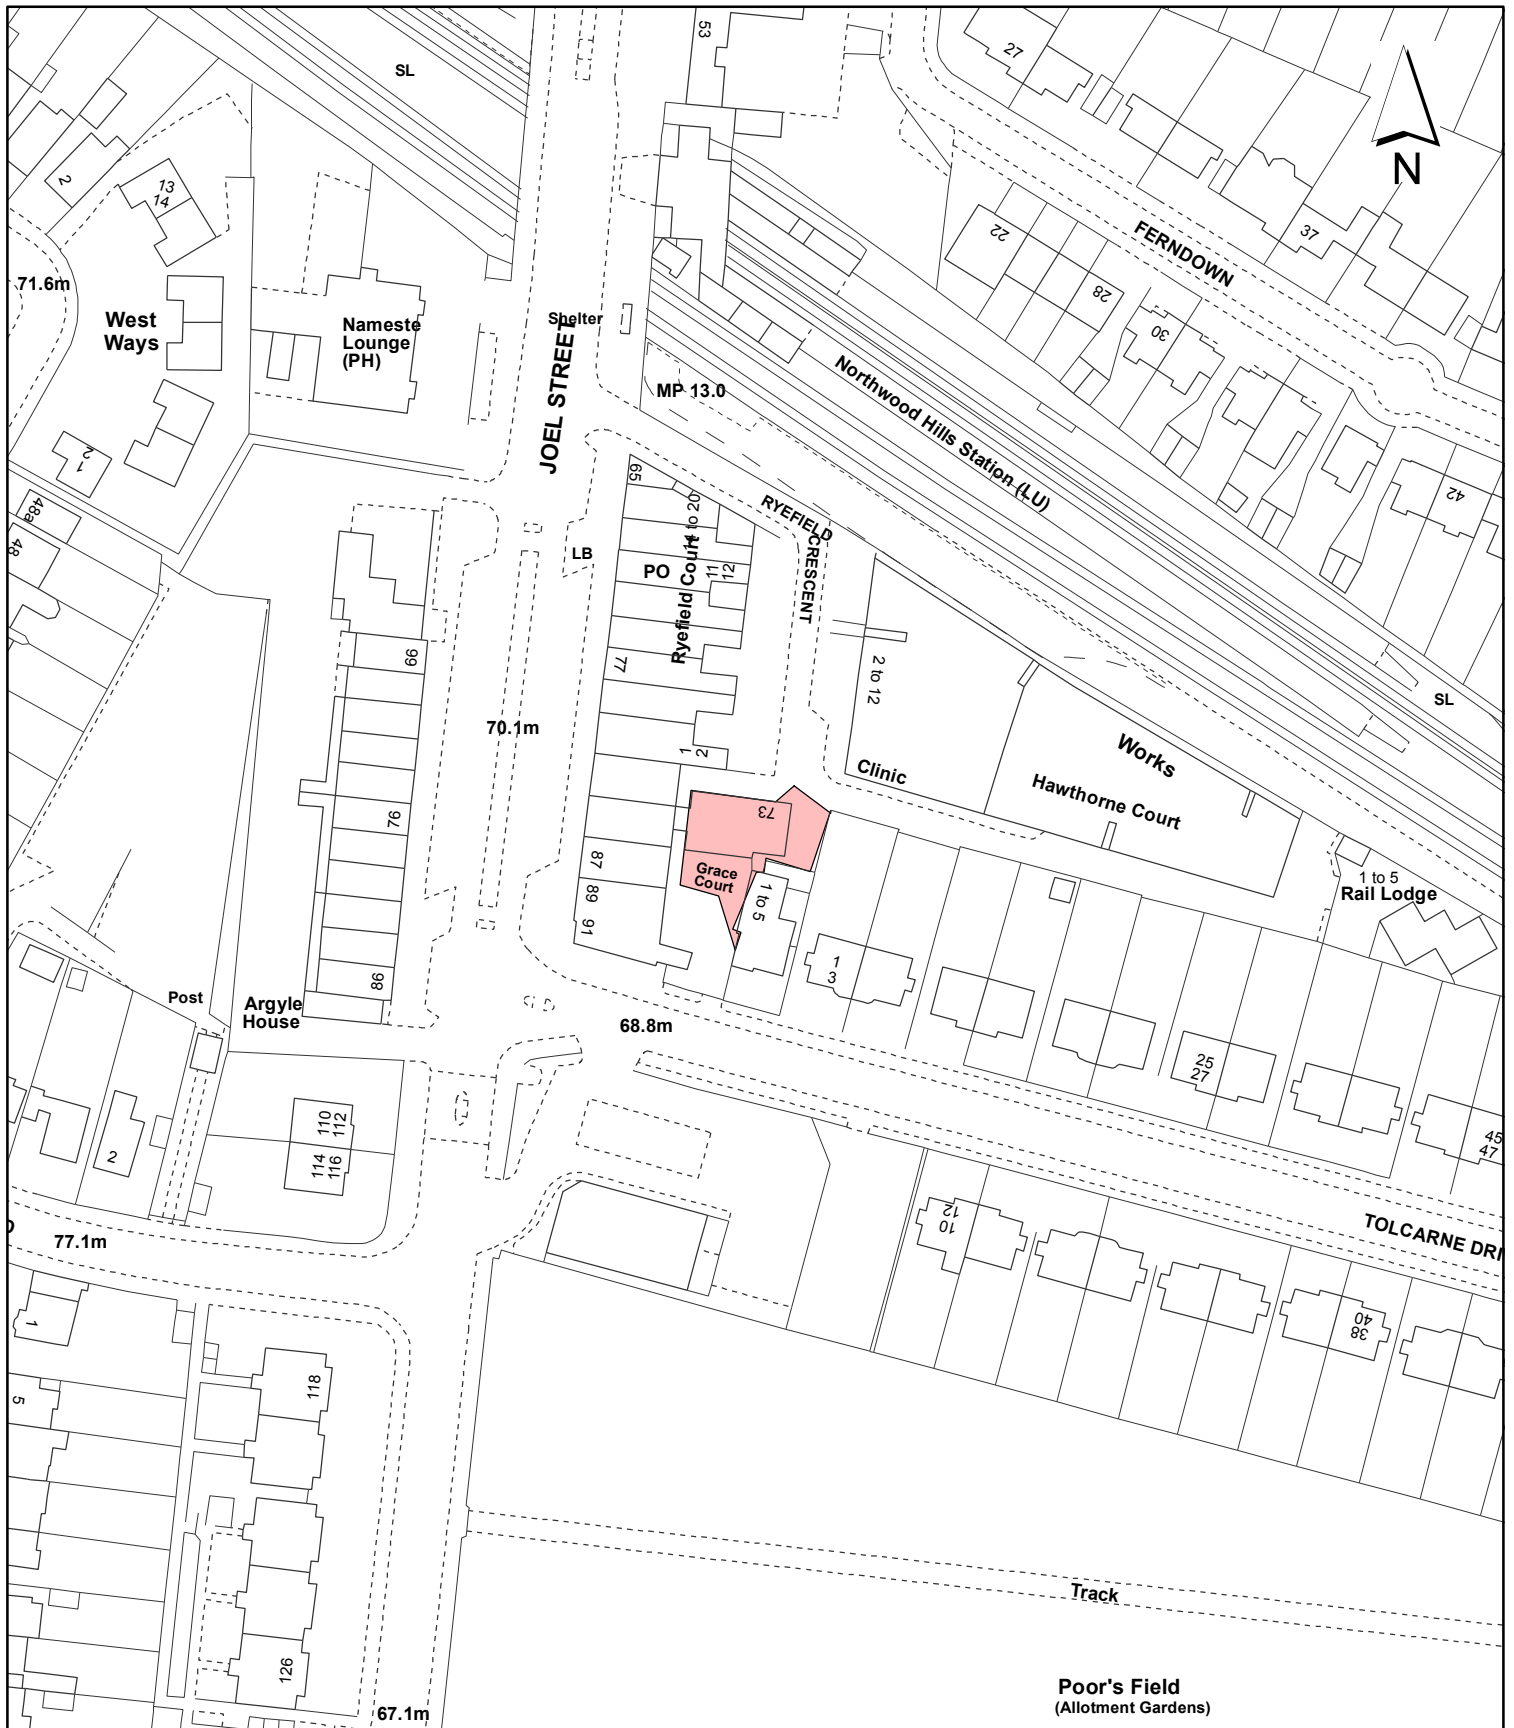 SL
53
27
N
13
14
2
FERNDOWN
22
37
71.6m
West
Ways
Nameste
Lounge
(PH)
Shelter
28
30
JOEL STREET
MP 13.0
Northwood Hills Station (LU)
1
2
65
42
48a
48
RYEFIELD
CRESCENT
LB
PO
Ryefield Court
14 to 20
11
12
66
77
2 to 12
SL
70.1m
1
2
Works
Clinic
Hawthorne Court
76
73
87
89
91
Grace
Court
1 to 5
1 to 5
Rail Lodge
1
3
86
Post
Argyle
House
68.8m
25
27
110
112
114
116
2
45
47
77.1m
10
12
TOLCARNE DRI
38
40
1
118
5
Track
126
Poor's Field
(Allotment Gardens)
67.1m